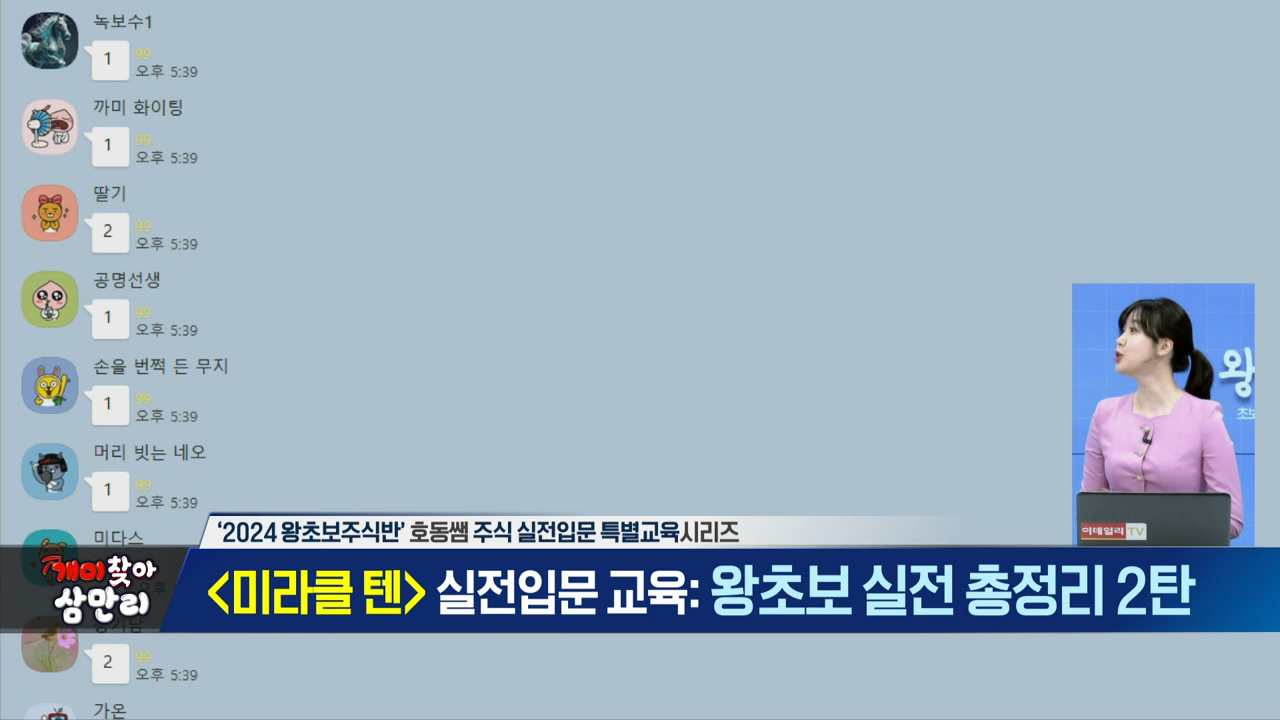 녹보수1
1
99
오후 5:39
까미 화이팅
1
99
오후 5:39
딸기
2
99
오후 5:39
공명선생
1
99
오후 5:39
손을 번쩍 든 무지
1
99
오후 5:39
머리 빗는 네오
1
99
오후 5:39
미다스
왕
초보
이데일리TV
‘2024 왕초보주식반’ 호동쌤 주식 실전입문 특별교육시리즈
개미찾아
삼만리
<미라클 텐> 실전입문 교육: 왕초보 실전 총정리 2탄
2
99
오후 5:39
가온